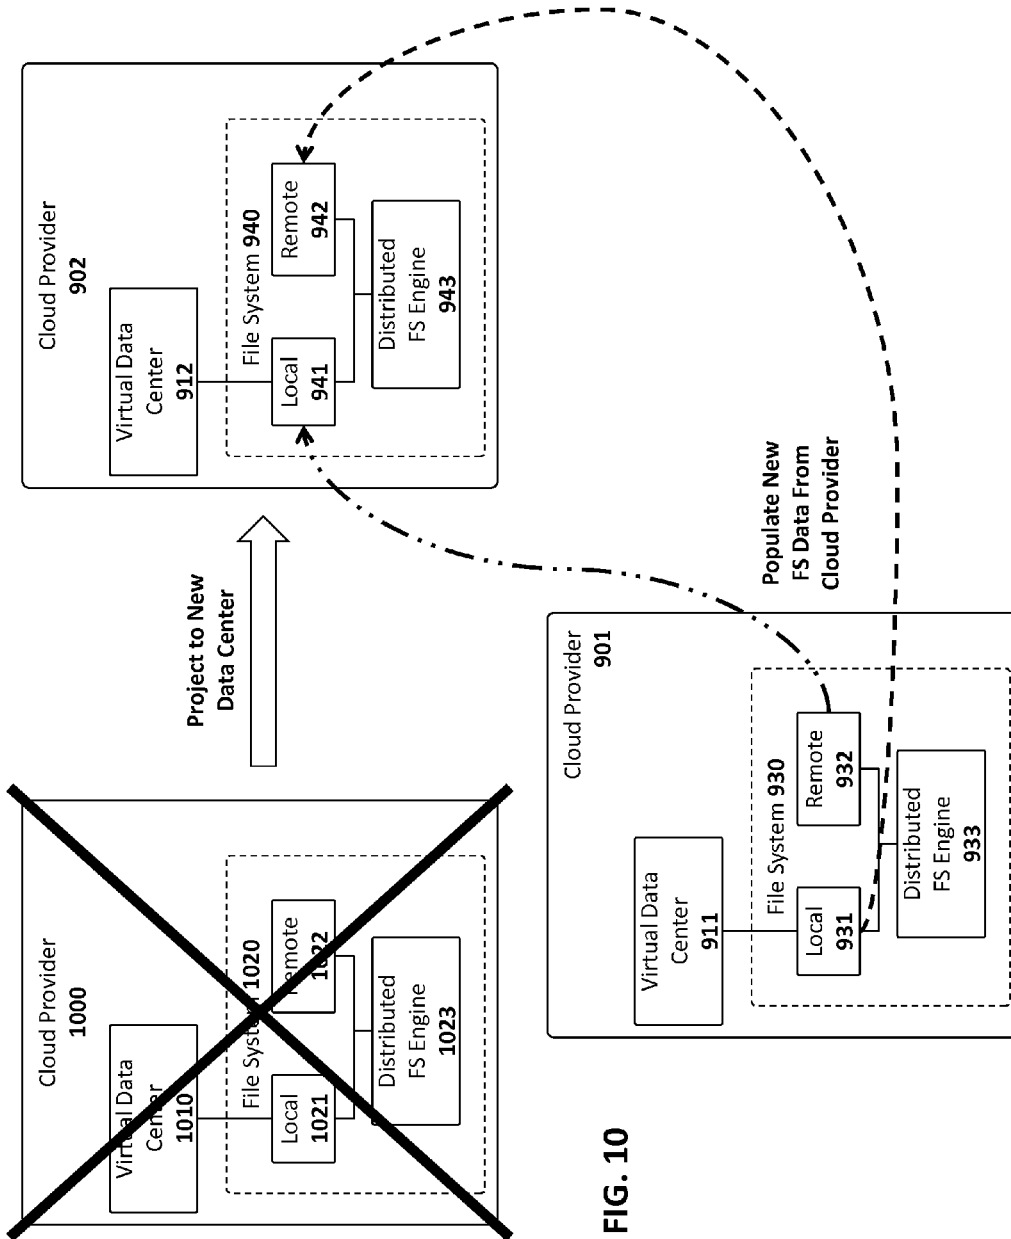 Cloud Provider
1000
Virtual Data
Center
1010
File System 1020
Local
1021
Remote
1022
Distributed
FS Engine
1023
Project to New
Data Center
Cloud Provider
902
Virtual Data
Center
912
File System 940
Local
941
Remote
942
Distributed
FS Engine
943
Cloud Provider
901
Virtual Data
Center
911
File System 930
Local
931
Remote
932
Distributed
FS Engine
933
Populate New
FS Data From
Cloud Provider
FIG. 10